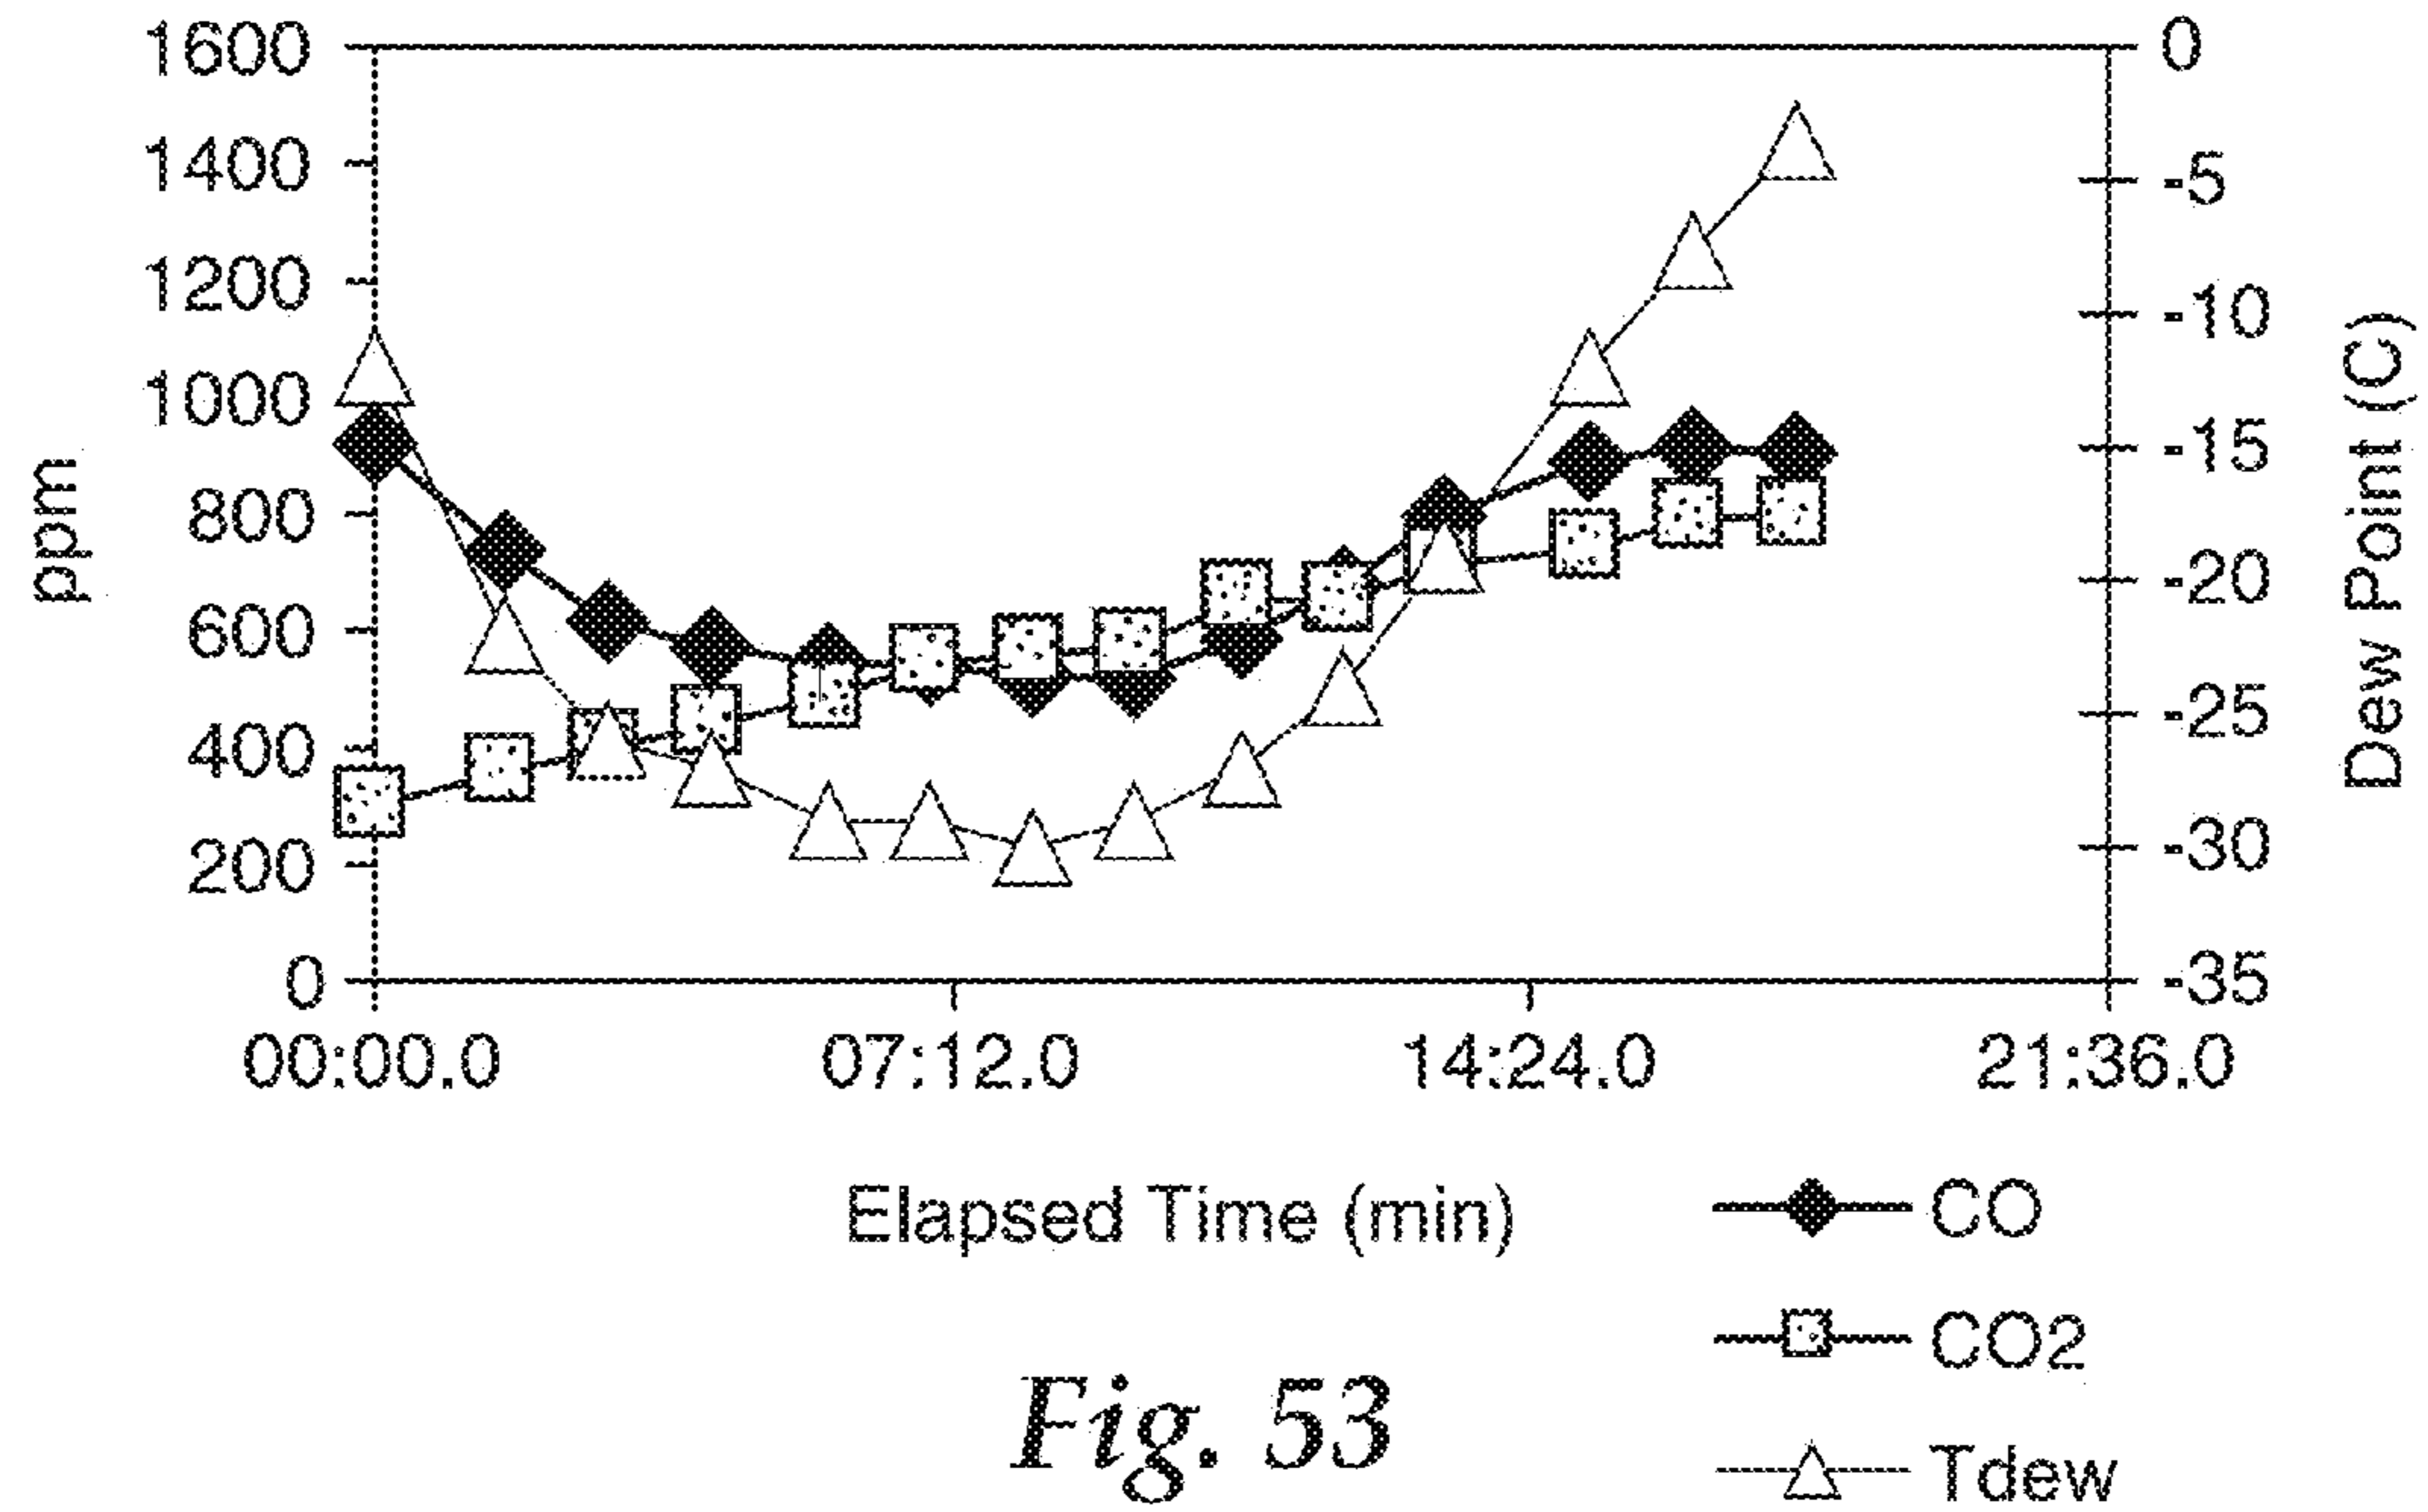 1600
1400
1200
1000
800
600
400
200
0
ppm
0
-5
-10
-15
-20
-25
-30
-35
Dew Point (C)
00:00.0 07:12.0 14:24.0 21:36.0
Elapsed Time (min)
CO
CO2
Tdew
Fig. 53